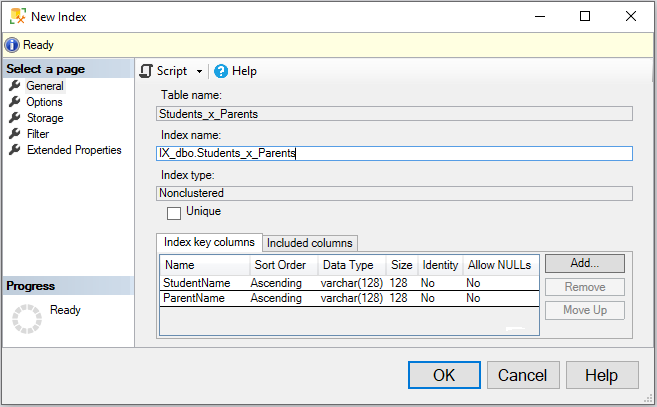 New Index
Ready
Select a page
General
Options
Storage
Filter
Extended Properties
Script
Help
Table name:
Students_x_Parents
Index name:
IX_dbo.Students_x_Parents
Index type:
Nonclustered
Unique
Index key columns Included columns
Name Sort Order Data Type Size Identity Allow NULLs
StudentName Ascending varchar(128) 128 No No
ParentName Ascending varchar(128) 128 No No
Add...
Remove
Move Up
Progress
Ready
OK Cancel Help